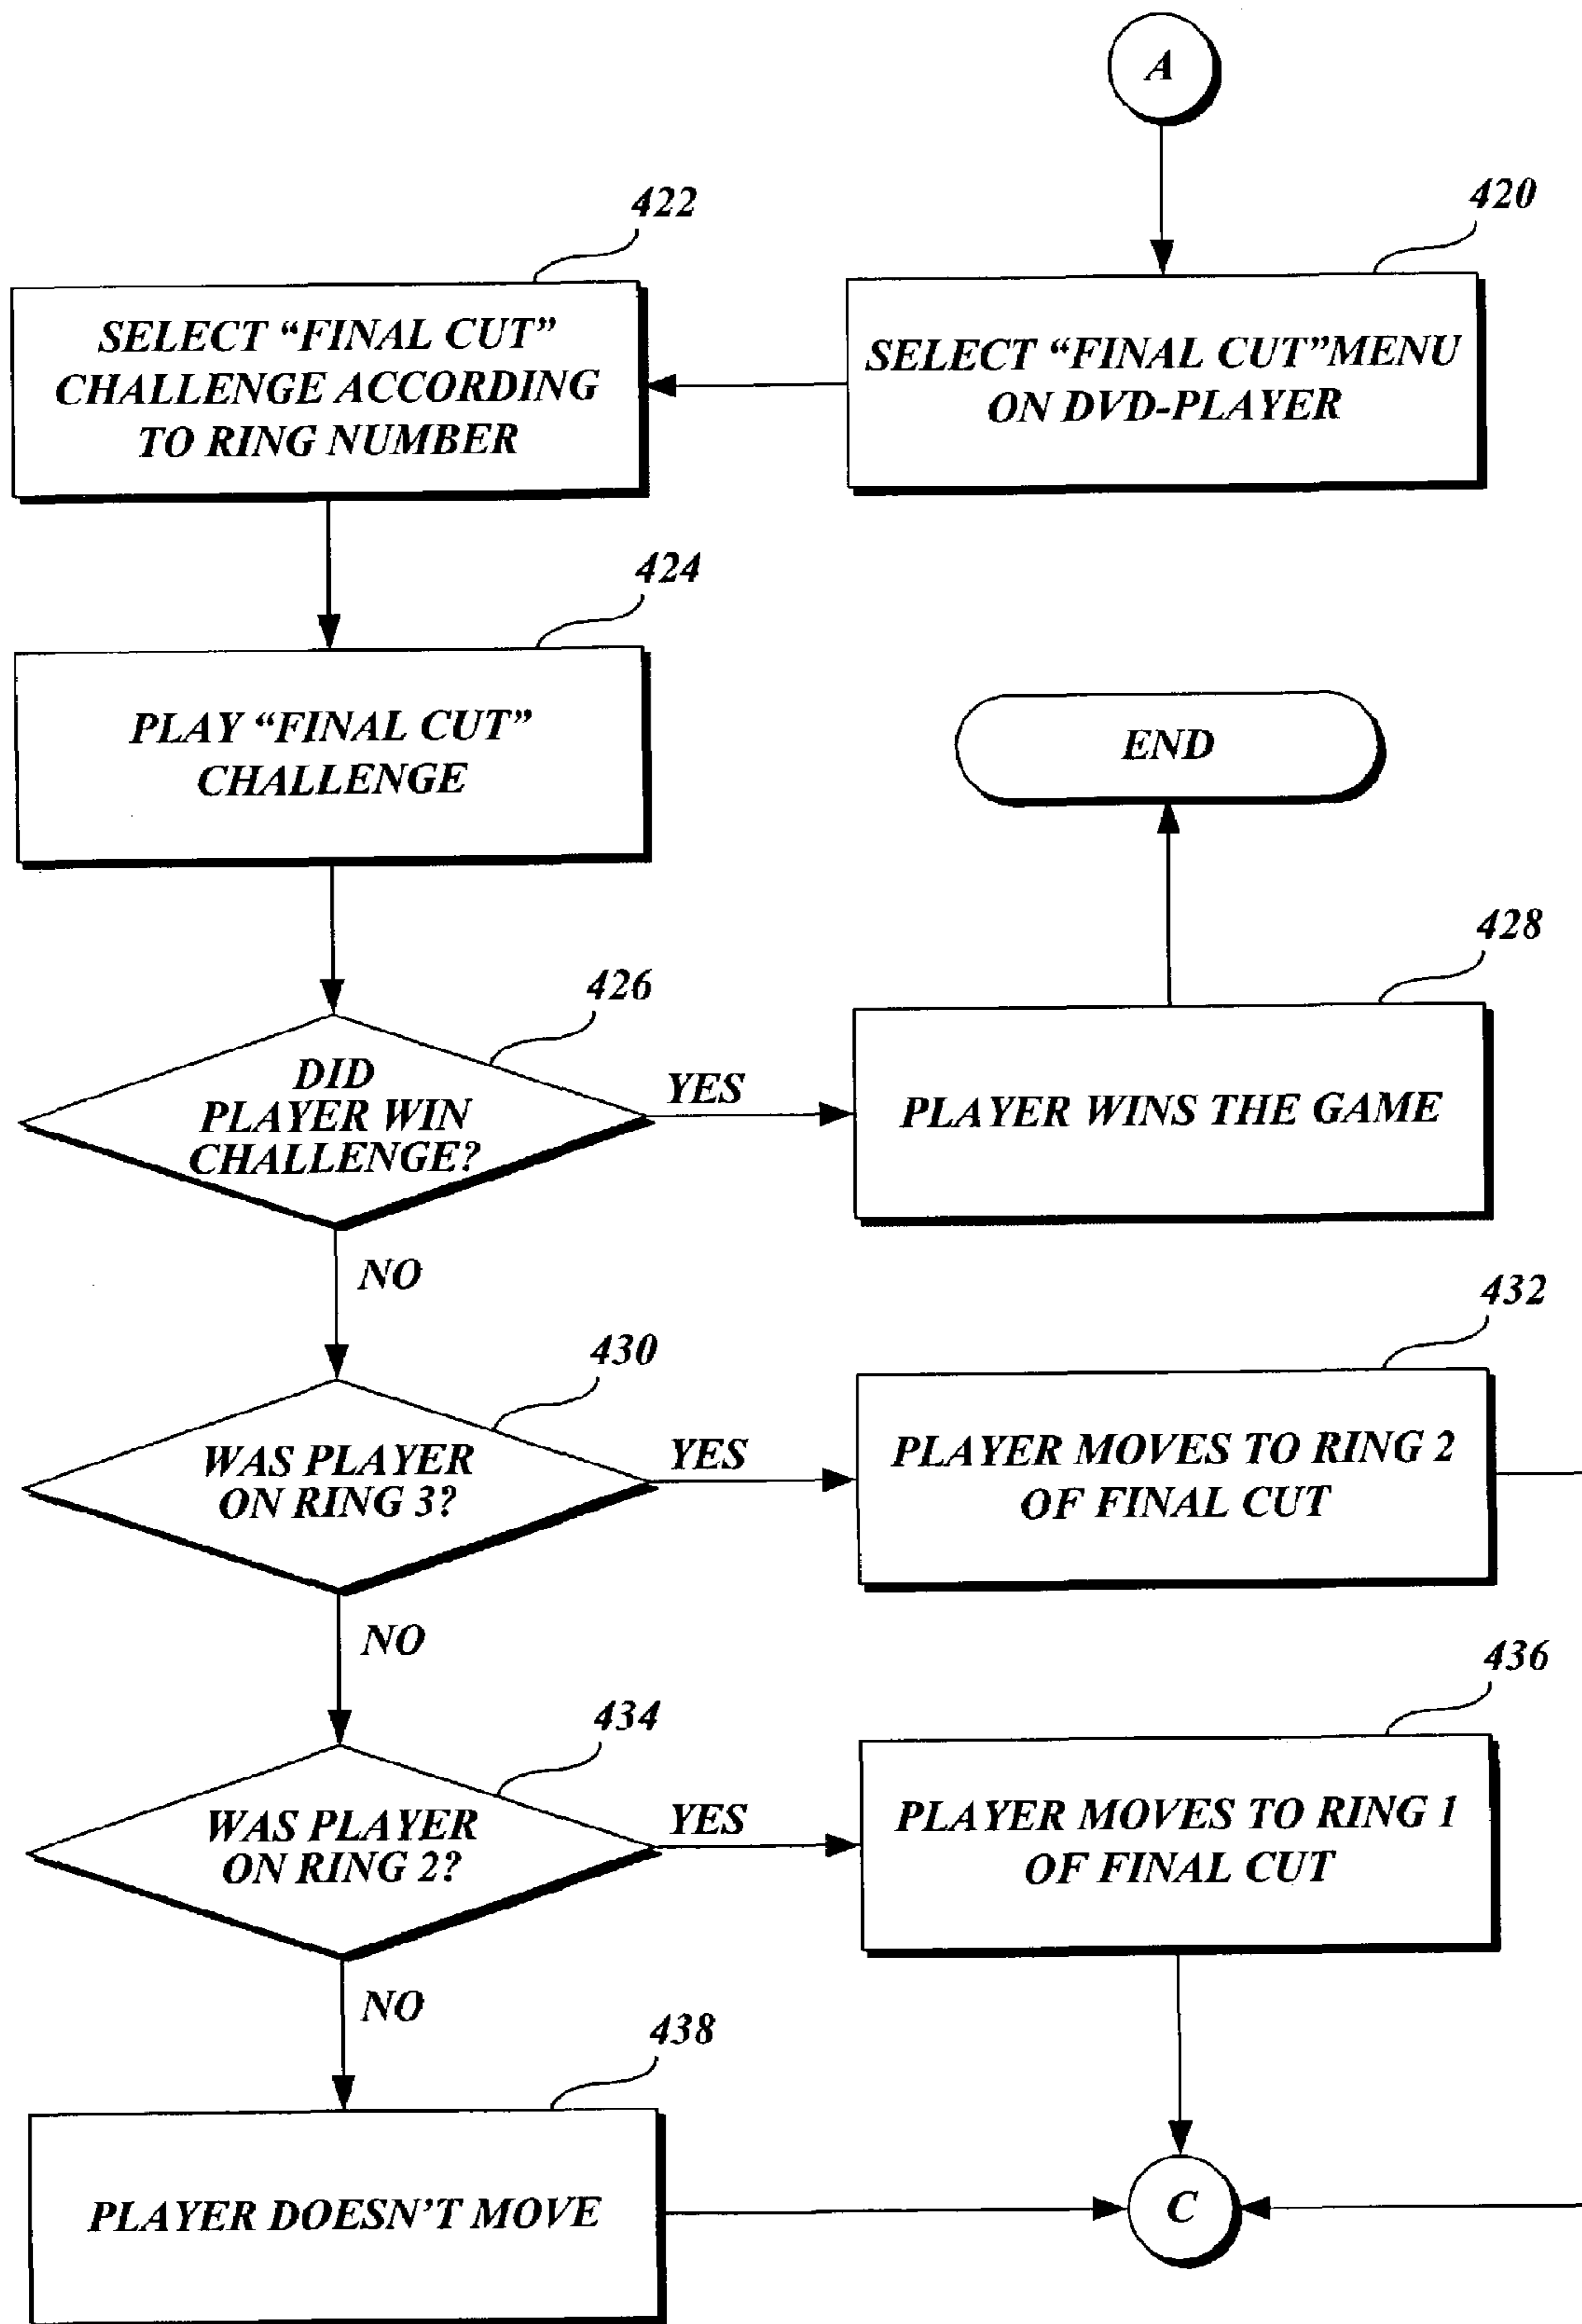 A
420
SELECT “FINAL CUT”MENU
ON DVD-PLAYER
422
SELECT “FINAL CUT”
CHALLENGE ACCORDING
TO RING NUMBER
424
PLAY “FINAL CUT”
CHALLENGE
426
DID
PLAYER WIN
CHALLENGE?
YES
428
PLAYER WINS THE GAME
END
NO
430
WAS PLAYER
ON RING 3?
YES
432
PLAYER MOVES TO RING 2
OF FINAL CUT
NO
434
WAS PLAYER
ON RING 2?
YES
436
PLAYER MOVES TO RING 1
OF FINAL CUT
NO
438
PLAYER DOESN’T MOVE
C